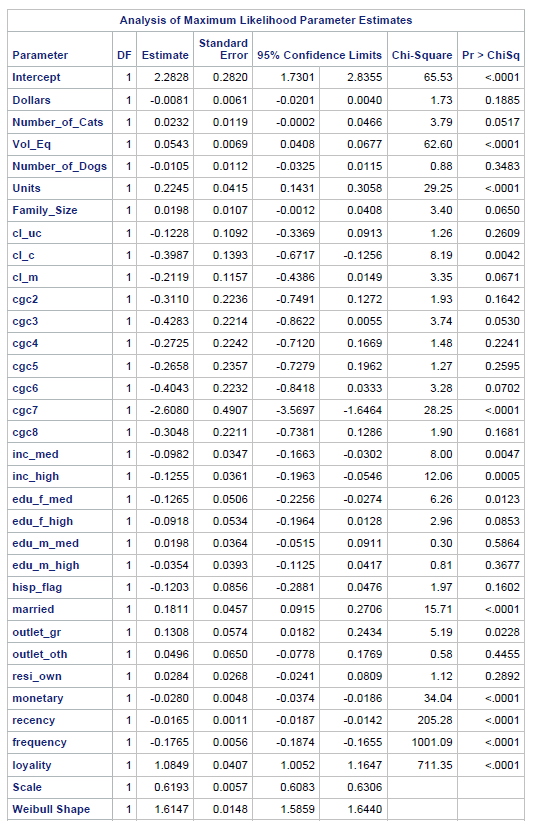 Analysis of Maximum Likelihood Parameter Estimates
Parameter DF Estimate Standard Error 95% Confidence Limits Chi-Square Pr > ChiSq
Intercept 1 2.2828 0.2820 1.7301 2.8355 65.53 <.0001
Dollars 1 -0.0081 0.0061 -0.0201 0.0040 1.73 0.1885
Number_of_Cats 1 0.0232 0.0119 -0.0002 0.0466 3.79 0.0517
Vol_Eq 1 0.0543 0.0069 0.0408 0.0677 62.60 <.0001
Number_of_Dogs 1 -0.0105 0.0112 -0.0325 0.0115 0.88 0.3483
Units 1 0.2245 0.0415 0.1431 0.3058 29.25 <.0001
Family_Size 1 0.0198 0.0107 -0.0012 0.0408 3.40 0.0650
cl_uc 1 -0.1228 0.1092 -0.3369 0.0913 1.26 0.2609
cl_c 1 -0.3987 0.1393 -0.6717 -0.1256 8.19 0.0042
cl_m 1 -0.2119 0.1157 -0.4386 0.0149 3.35 0.0671
cgc2 1 -0.3110 0.2236 -0.7491 0.1272 1.93 0.1642
cgc3 1 -0.4283 0.2214 -0.8622 0.0055 3.74 0.0530
cgc4 1 -0.2725 0.2242 -0.7120 0.1669 1.48 0.2241
cgc5 1 -0.2658 0.2357 -0.7279 0.1962 1.27 0.2595
cgc6 1 -0.4043 0.2232 -0.8418 0.0333 3.28 0.0702
cgc7 1 -2.6080 0.4907 -3.5697 -1.6464 28.25 <.0001
cgc8 1 -0.3048 0.2211 -0.7381 0.1286 1.90 0.1681
inc_med 1 -0.0982 0.0347 -0.1663 -0.0302 8.00 0.0047
inc_high 1 -0.1255 0.0361 -0.1963 -0.0546 12.06 0.0005
edu_f_med 1 -0.1265 0.0506 -0.2256 -0.0274 6.26 0.0123
edu_f_high 1 -0.0918 0.0534 -0.1964 0.0128 2.96 0.0853
edu_m_med 1 0.0198 0.0364 -0.0515 0.0911 0.30 0.5864
edu_m_high 1 -0.0354 0.0393 -0.1125 0.0417 0.81 0.3677
hisp_flag 1 -0.1203 0.0856 -0.2881 0.0476 1.97 0.1602
married 1 0.1811 0.0457 0.0915 0.2706 15.71 <.0001
outlet_gr 1 0.1308 0.0574 0.0182 0.2434 5.19 0.0228
outlet_oth 1 0.0496 0.0650 -0.0778 0.1769 0.58 0.4455
resi_own 1 0.0284 0.0268 -0.0241 0.0809 1.12 0.2892
monetary 1 -0.0280 0.0048 -0.0374 -0.0186 34.04 <.0001
recency 1 -0.0165 0.0011 -0.0187 -0.0142 205.28 <.0001
frequency 1 -0.1765 0.0056 -0.1874 -0.1655 1001.09 <.0001
loyality 1 1.0849 0.0407 1.0052 1.1647 711.35 <.0001
Scale 1 0.6193 0.0057 0.6083 0.6306
Weibull Shape 1 1.6147 0.0148 1.5859 1.6440